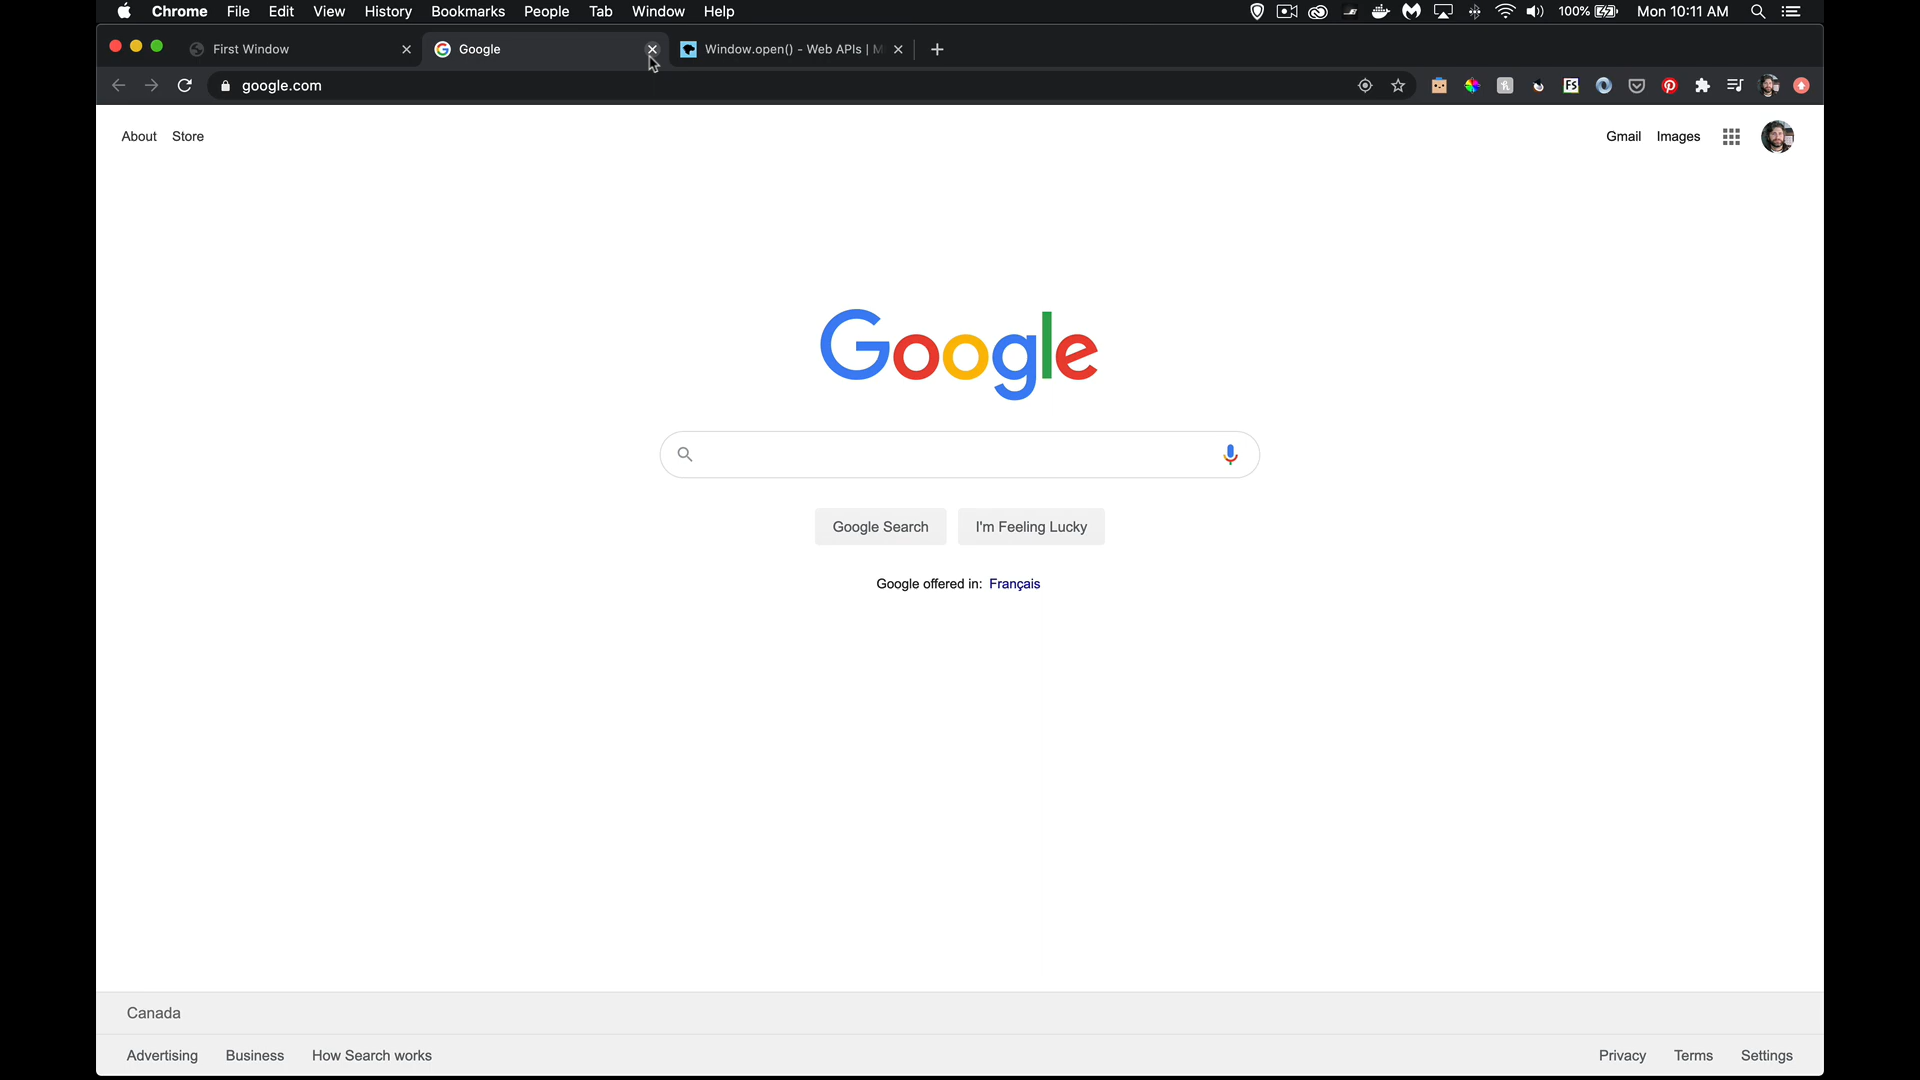 Chrome File Edit View History Bookmarks People Tab Window Help 100% Mon 10:11 AM
First Window Google Window.open() - Web APIs | M
google.com
About Store Gmail Images
Google
Google Search I'm Feeling Lucky
Google offered in: Français
Canada
Advertising Business How Search works Privacy Terms Settings